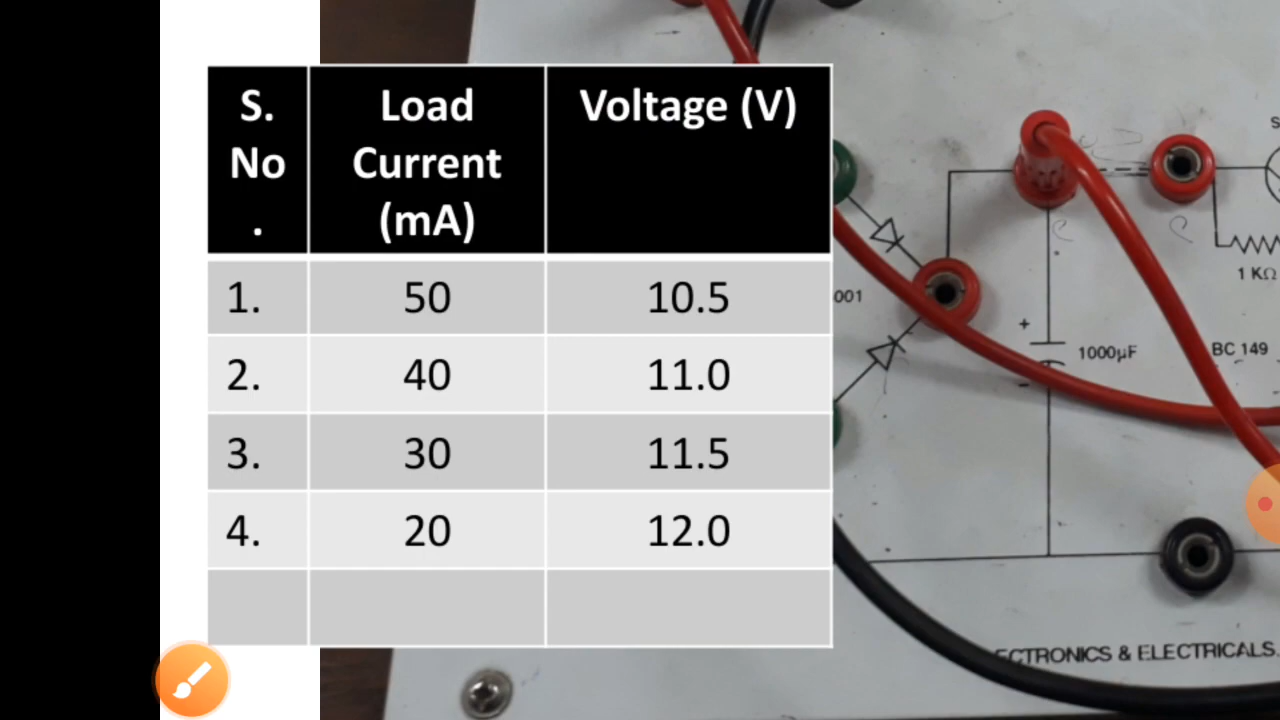 S. No. Load Current (mA) Voltage (V)
1. 50 10.5
2. 40 11.0
3. 30 11.5
4. 20 12.0
001
+
1000µF
-
1 KΩ
BC 149
ECTRONICS & ELECTRICALS.